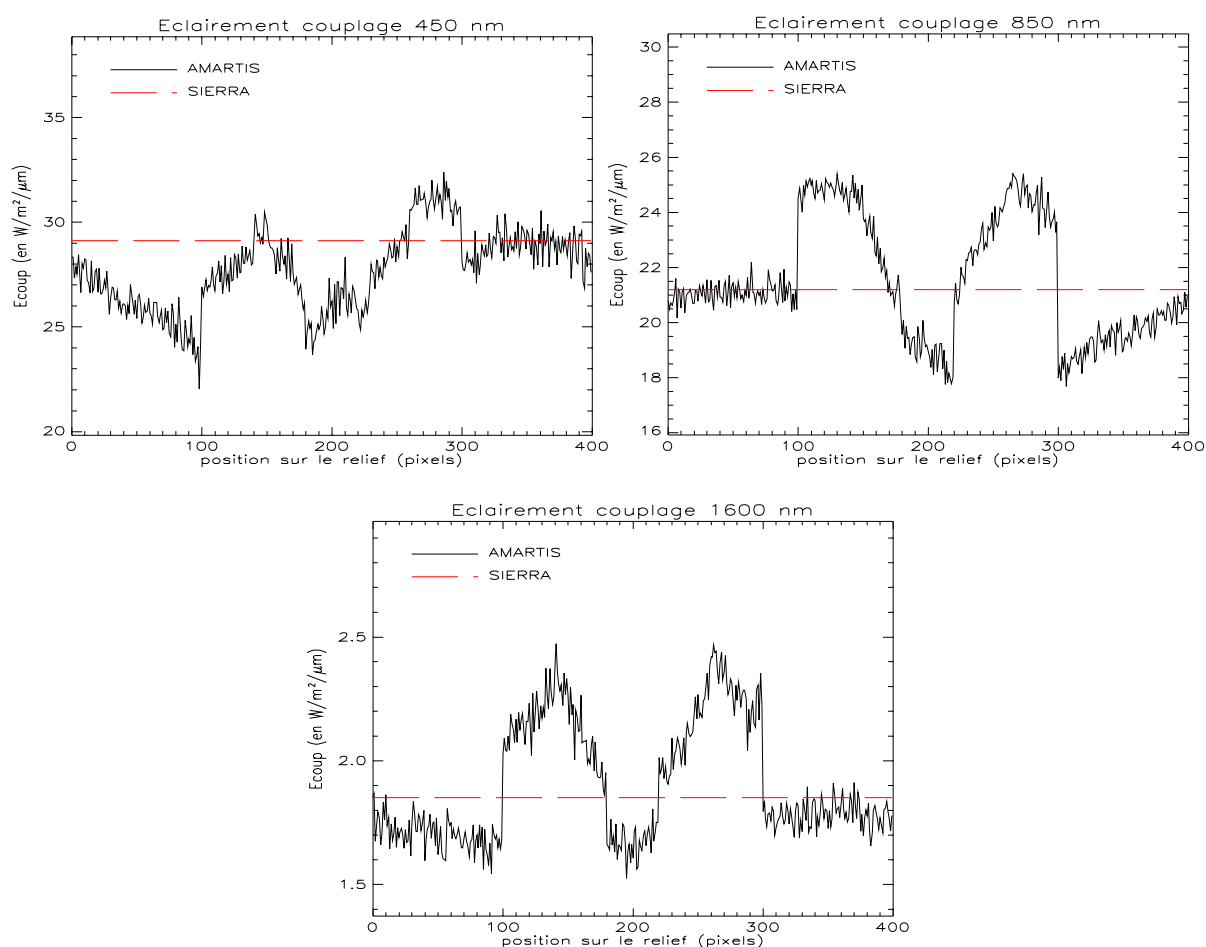 Eclairement couplage 450 nm
AMARTIS
SIERRA
Ecoup (en W/m²/μm)
35
30
25
20
0
100
200
300
400
position sur le relief (pixels)
Eclairement couplage 850 nm
AMARTIS
SIERRA
Ecoup (en W/m²/μm)
30
28
26
24
22
20
18
16
0
100
200
300
400
position sur le relief (pixels)
Eclairement couplage 1600 nm
AMARTIS
SIERRA
Ecoup (en W/m²/μm)
2.5
2.0
1.5
0
100
200
300
400
position sur le relief (pixels)